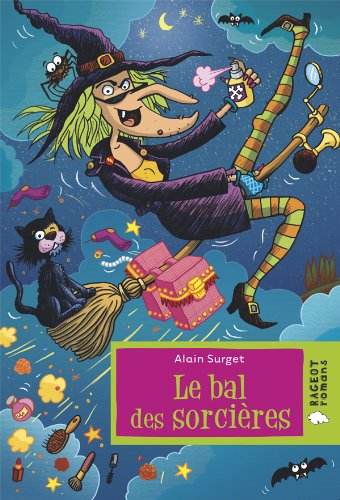 Alain Surget
Le bal
des sorcières
RAGEOT
romans